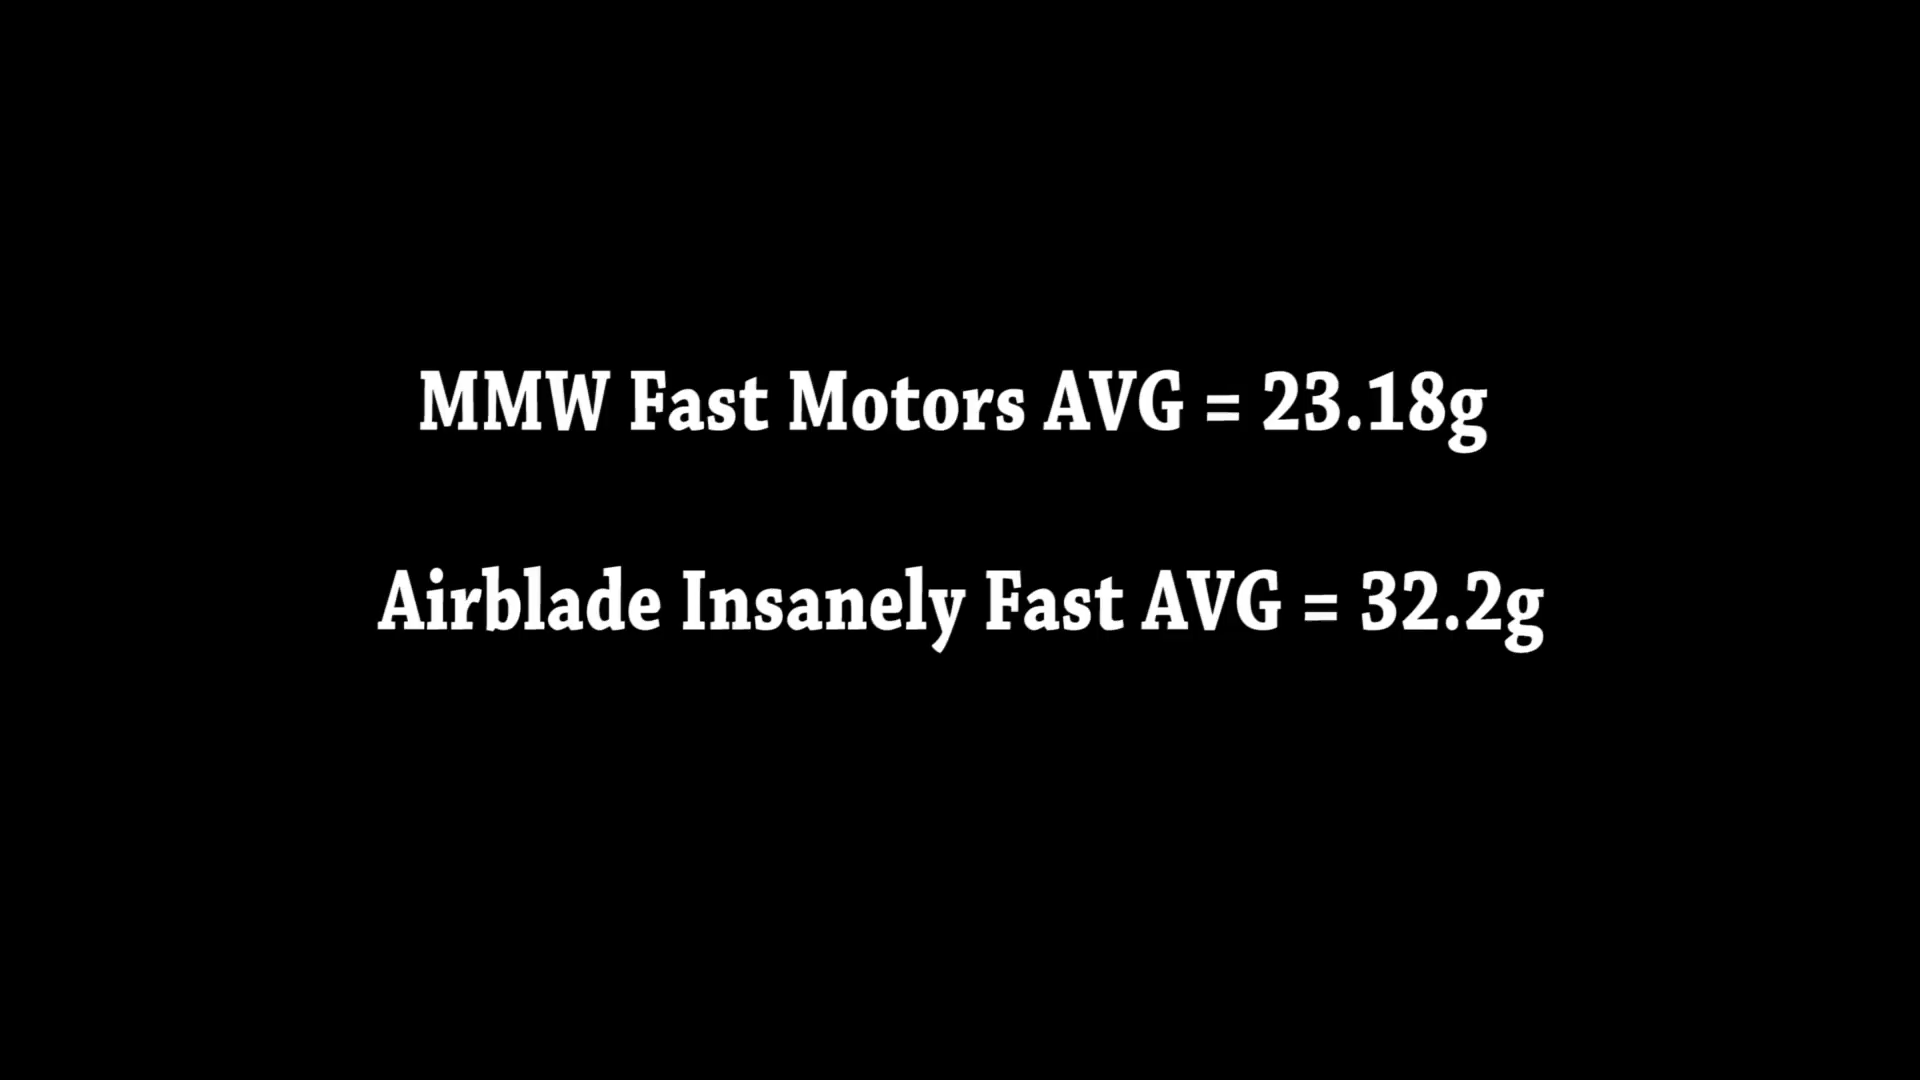 MMW Fast Motors AVG = 23.18g
Airblade Insanely Fast AVG = 32.2g